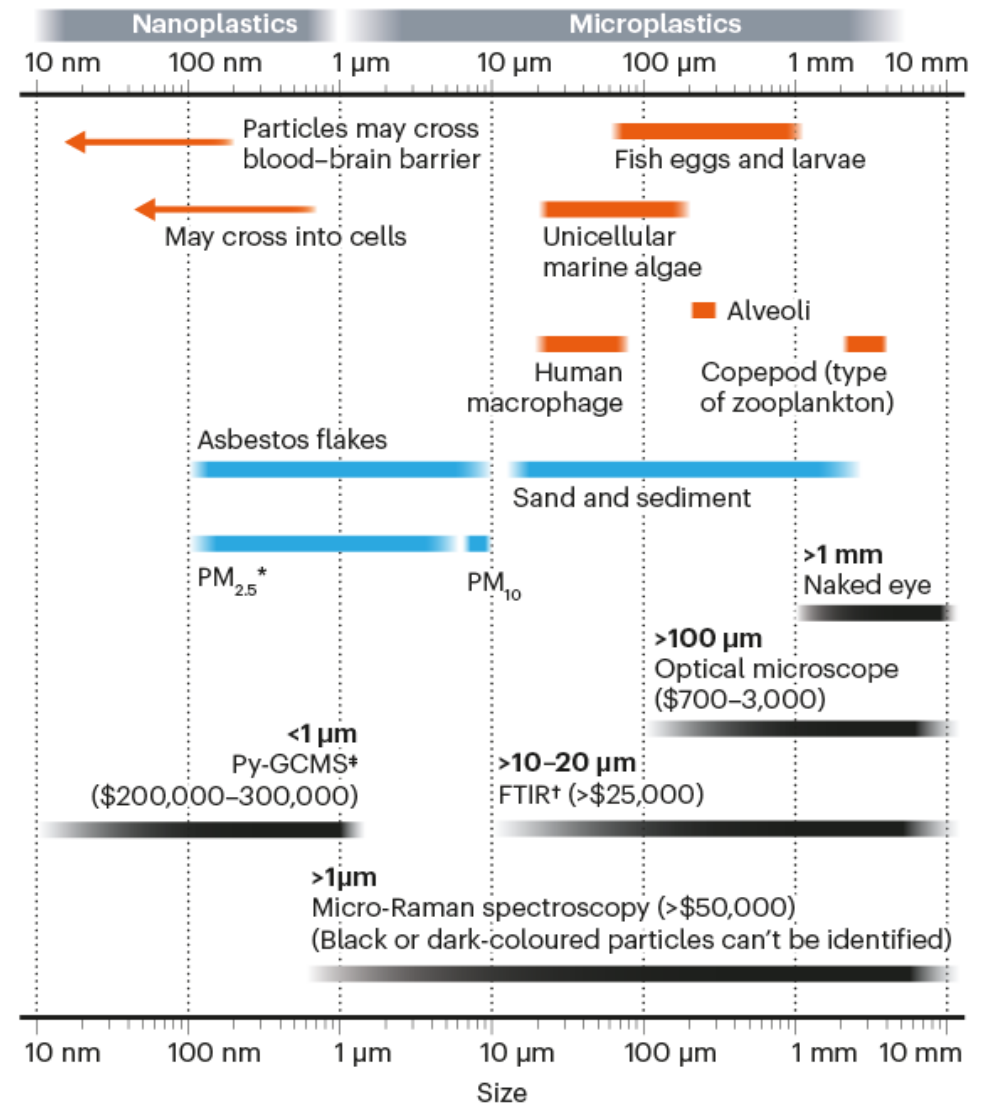 Nanoplastics
Microplastics
10 nm 100 nm 1 µm 10 µm 100 µm 1 mm 10 mm
Particles may cross
blood–brain barrier
Fish eggs and larvae
May cross into cells
Unicellular
marine algae
Alveoli
Human
macrophage
Copepod (type
of zooplankton)
Asbestos flakes
Sand and sediment
PM2.5*
PM10
>1 mm
Naked eye
>100 µm
Optical microscope
($700–3,000)
<1 µm
Py-GCMS‡
($200,000–300,000)
>10–20 µm
FTIR† (>$25,000)
>1µm
Micro-Raman spectroscopy (>$50,000)
(Black or dark-coloured particles can’t be identified)
10 nm 100 nm 1 µm 10 µm 100 µm 1 mm 10 mm
Size